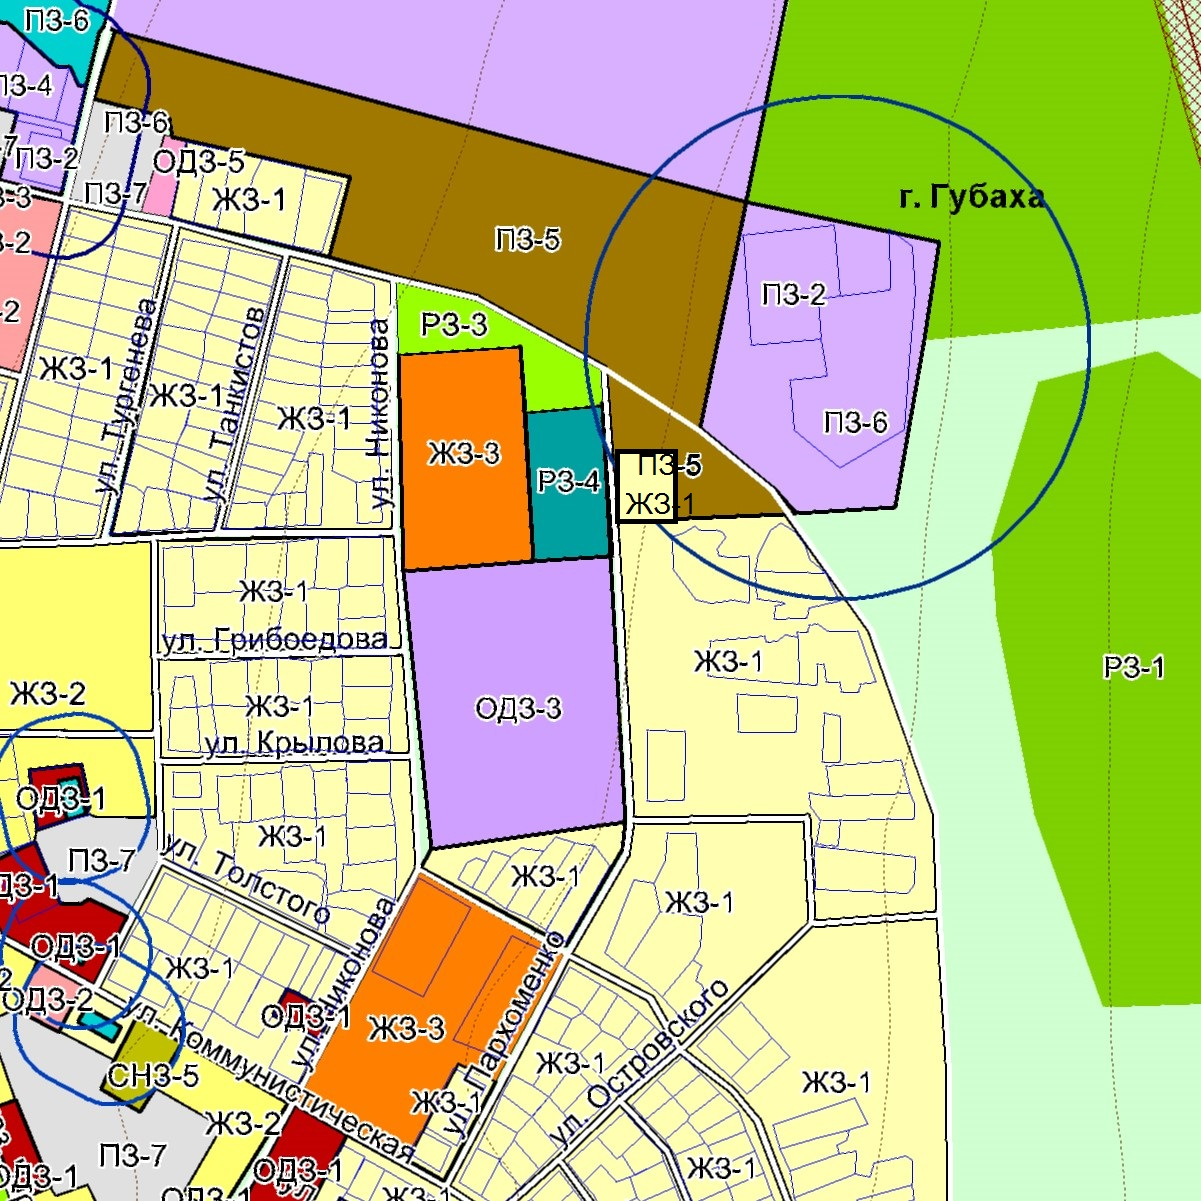 ПЗ-6
ПЗ-4
ПЗ-6
ПЗ-2
ОДЗ-5
ПЗ-7
ЖЗ-1
г. Губаха
ПЗ-5
ПЗ-2
РЗ-3
ЖЗ-1
ул. Тургенева
ЖЗ-1
ул. Танкистов
ЖЗ-1
ул. Никонова
ПЗ-6
ЖЗ-3
РЗ-4
ПЗ-5
ЖЗ-1
ЖЗ-1
ул. Грибоедова
ЖЗ-1
РЗ-1
ЖЗ-2
ЖЗ-1
ОДЗ-3
ул. Крылова
ОДЗ-1
ЖЗ-1
ПЗ-7
ул. Толстого
ЖЗ-1
ЖЗ-1
ОДЗ-1
ЖЗ-1
ул. Никонова
ул. Пархоменко
ОДЗ-2
ОДЗ-1
ЖЗ-3
ул. Коммунистическая
ул. Островского
ЖЗ-1
СНЗ-5
ЖЗ-1
ЖЗ-1
ЖЗ-2
ПЗ-7
ОДЗ-1
ЖЗ-1
ОДЗ-1
ЖЗ-1